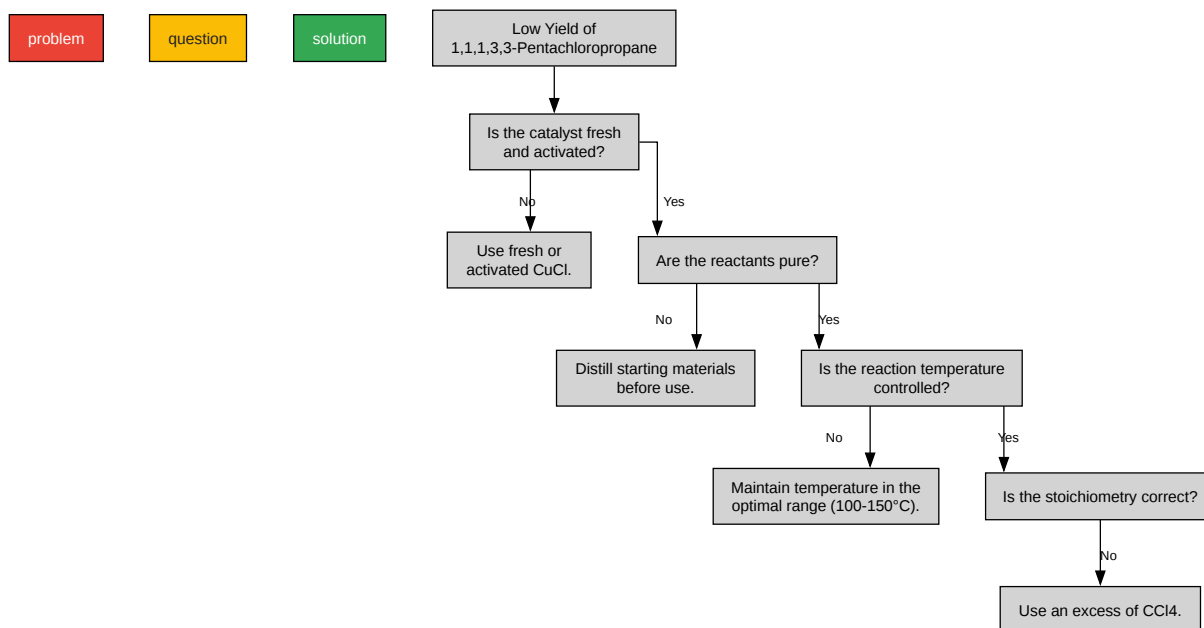 problem
question
solution
Low Yield of
1,1,1,3,3-Pentachloropropane
Is the catalyst fresh
and activated?
No
Yes
Use fresh or
activated CuCl.
Are the reactants pure?
No
Yes
Distill starting materials
before use.
Is the reaction temperature
controlled?
No
Yes
Maintain temperature in the
optimal range (100-150°C).
Is the stoichiometry correct?
No
Use an excess of CCl4.